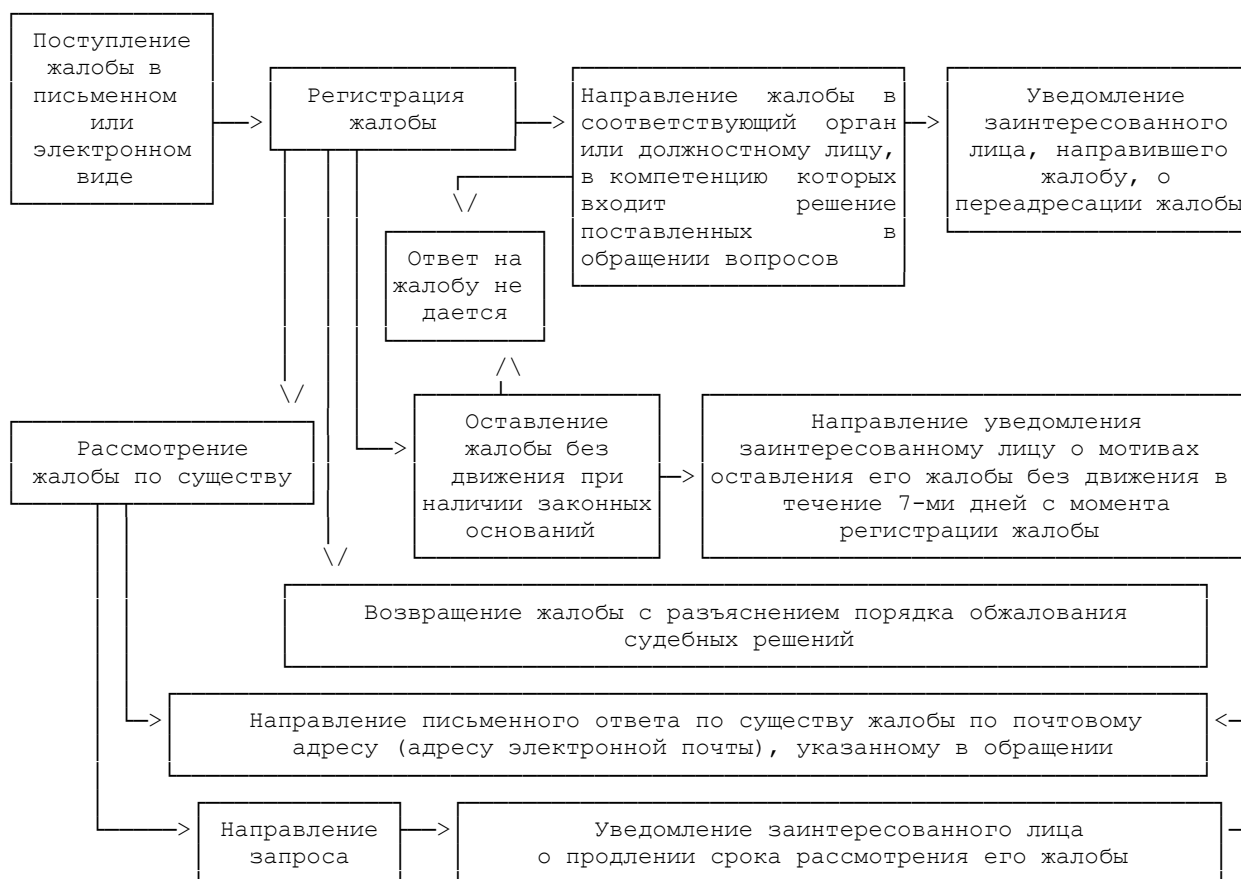 Поступление
жалобы в
письменном
или
электронном
виде
Регистрация
жалобы
Направление жалобы в
соответствующий орган
или должностному лицу,
в компетенцию которых
входит решение
поставленных в
обращении вопросов
Уведомление
заинтересованного
лица, направившего
жалобу, о
переадресации жалобы
Ответ на
жалобу не
дается
Рассмотрение
жалобы по существу
Оставление
жалобы без
движения при
наличии законных
оснований
Направление уведомления
заинтересованному лицу о мотивах
оставления его жалобы без движения в
течение 7-ми дней с момента
регистрации жалобы
Возвращение жалобы с разъяснением порядка обжалования
судебных решений
Направление письменного ответа по существу жалобы по почтовому
адресу (адресу электронной почты), указанному в обращении
Направление
запроса
Уведомление заинтересованного лица
о продлении срока рассмотрения его жалобы